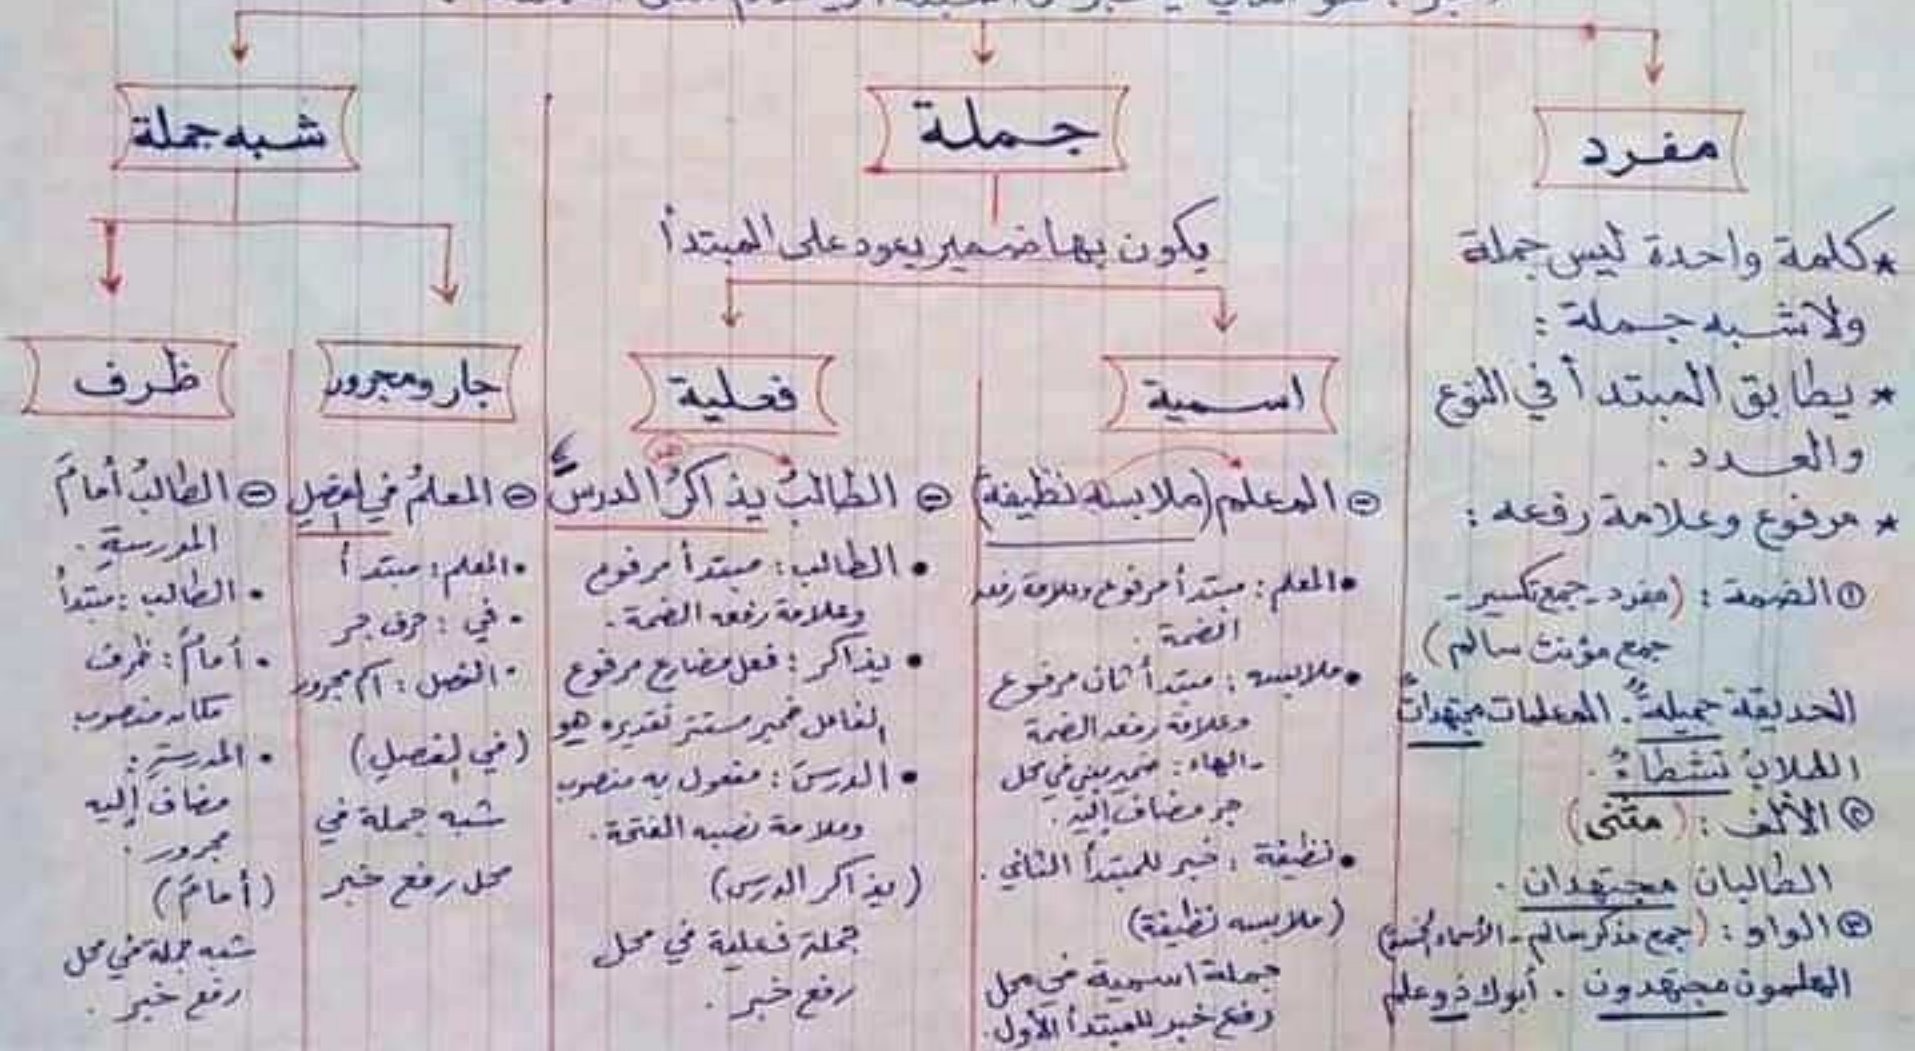 مفرد
★ كلمة واحدة ليس جملة
ولا شبه جملة :
★ يطابق المبتدأ في النوع
والعدد .
★ مرفوع وعلامة رفعه :
① الضمة : (مفرد - جمع تكسير -
جمع مؤنث سالم)
الحديقة جميلةٌ . المعلمات مجتهداتٌ
الطلابُ نشطاءٌ .
② الألف : (مثنى)
الطالبان مجتهدان .
③ الواو : (جمع مذكر سالم - الأسماء الخمسة)
المعلمون مجتهدون . أبوك ذو علم
جملة
يكون بها ضمير يعود على المبتدأ
اسمية
⊖ المعلم (ملابسه نظيفة)
• المعلم : مبتدأ مرفوع وعلامة رفعه
الضمة .
• ملابسه : مبتدأ ثان مرفوع
وعلامة رفعه الضمة
- الهاء : ضمير مبني في محل
جر مضاف إليه .
• نظيفة : خبر للمبتدأ الثاني .
(ملابسه نظيفة)
جملة اسمية في محل
رفع خبر للمبتدأ الأول .
فعلية
⊖ الطالبُ يذاكرُ الدرسَ
• الطالب : مبتدأ مرفوع
وعلامة رفعه الضمة .
• يذاكر : فعل مضارع مرفوع
الفاعل ضمير مستتر تقديره هو
• الدرسَ : مفعول به منصوب
وعلامة نصبه الفتحة .
(يذاكر الدرس)
جملة فعلية في محل
رفع خبر .
شبه جملة
جار ومجرور
⊖ المعلمُ في الفصلِ
• المعلم : مبتدأ
• في : حرف جر
• الفصل : اسم مجرور
(في الفصلِ)
شبه جملة في
محل رفع خبر
ظرف
⊖ الطالبُ أمامَ
المدرسةِ .
• الطالب : مبتدأ
• أمامَ : ظرف
مكان منصوب
• المدرسةِ :
مضاف إليه
مجرور .
(أمامَ)
شبه جملة في محل
رفع خبر .